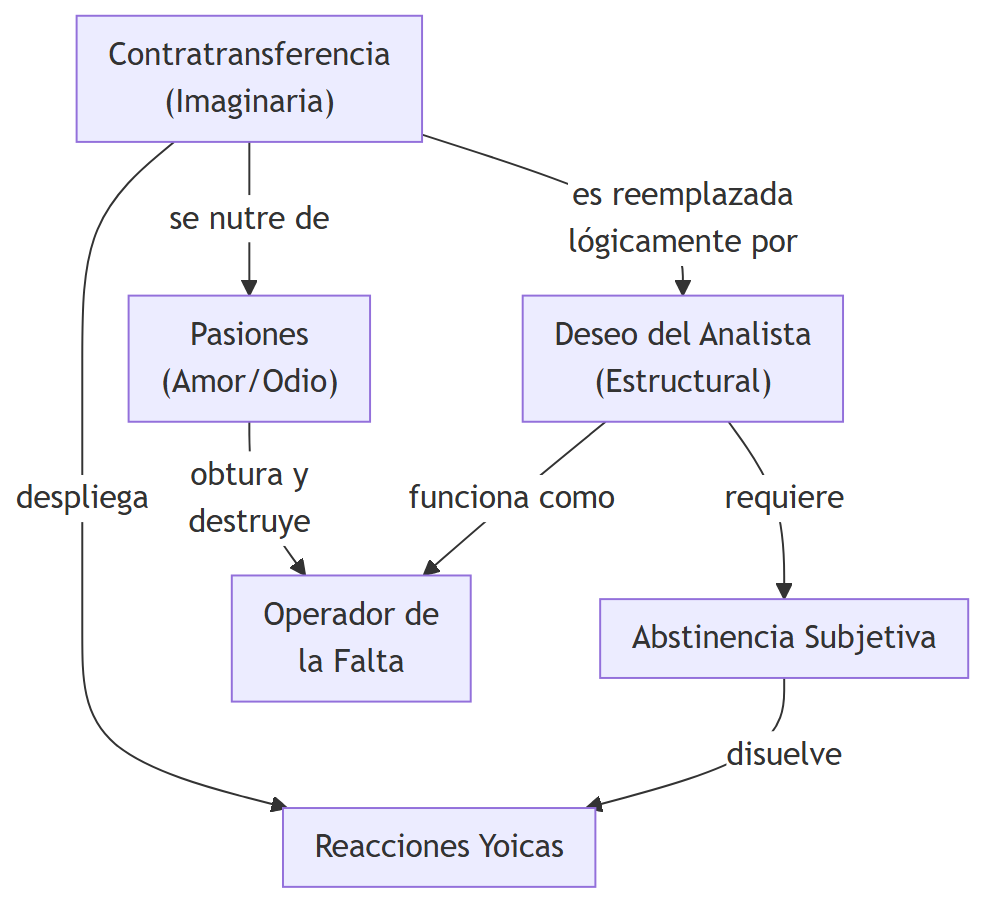 Contratransferencia
(Imaginaria)
se nutre de
es reemplazada
lógicamente por
Pasiones
(Amor/Odio)
Deseo del Analista
(Estructural)
despliega
obtura y
destruye
funciona como
requiere
Operador de
la Falta
Abstinencia Subjetiva
disuelve
Reacciones Yoicas